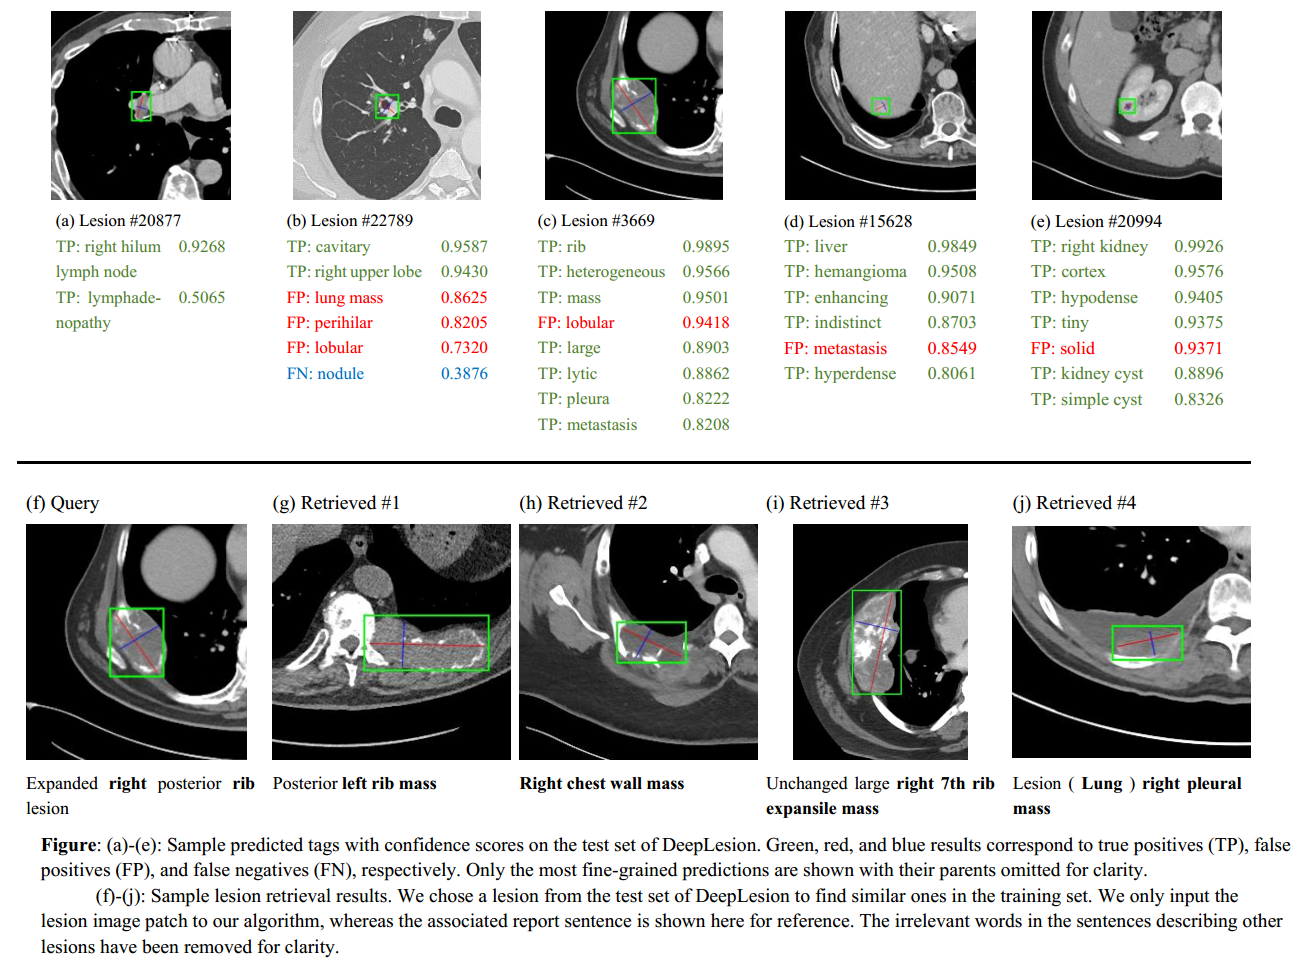 (a) Lesion #20877
TP: right hilum 0.9268
lymph node
TP: lymphade- 0.5065
nopathy
(b) Lesion #22789
TP: cavitary 0.9587
TP: right upper lobe 0.9430
FP: lung mass 0.8625
FP: perihilar 0.8205
FP: lobular 0.7320
FN: nodule 0.3876
(c) Lesion #3669
TP: rib 0.9895
TP: heterogeneous 0.9566
TP: mass 0.9501
FP: lobular 0.9418
TP: large 0.8903
TP: lytic 0.8862
TP: pleura 0.8222
TP: metastasis 0.8208
(d) Lesion #15628
TP: liver 0.9849
TP: hemangioma 0.9508
TP: enhancing 0.9071
TP: indistinct 0.8703
FP: metastasis 0.8549
TP: hyperdense 0.8061
(e) Lesion #20994
TP: right kidney 0.9926
TP: cortex 0.9576
TP: hypodense 0.9405
TP: tiny 0.9375
FP: solid 0.9371
TP: kidney cyst 0.8896
TP: simple cyst 0.8326
(f) Query
Expanded right posterior rib
lesion
(g) Retrieved #1
Posterior left rib mass
(h) Retrieved #2
Right chest wall mass
(i) Retrieved #3
Unchanged large right 7th rib
expansile mass
(j) Retrieved #4
Lesion ( Lung ) right pleural
mass
Figure: (a)-(e): Sample predicted tags with confidence scores on the test set of DeepLesion. Green, red, and blue results correspond to true positives (TP), false
positives (FP), and false negatives (FN), respectively. Only the most fine-grained predictions are shown with their parents omitted for clarity.
(f)-(j): Sample lesion retrieval results. We chose a lesion from the test set of DeepLesion to find similar ones in the training set. We only input the
lesion image patch to our algorithm, whereas the associated report sentence is shown here for reference. The irrelevant words in the sentences describing other
lesions have been removed for clarity.